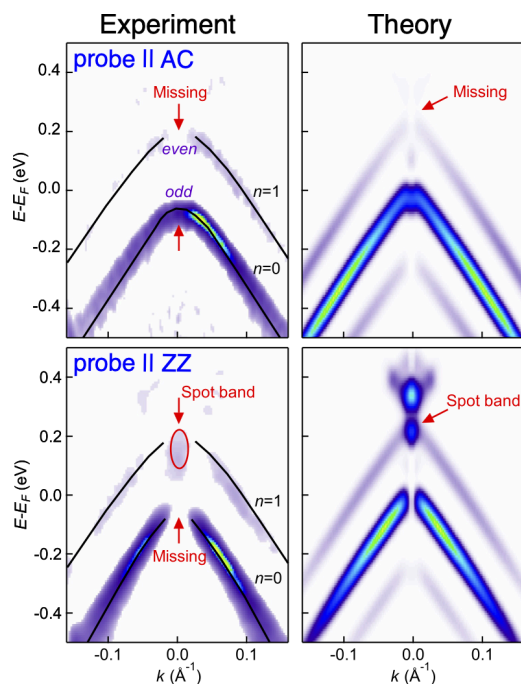 Experiment
Theory
probe || AC
Missing
even
odd
n=1
n=0
0.4
0.2
0.0
-0.2
-0.4
E-EF (eV)
Missing
probe || ZZ
Spot band
Missing
n=1
n=0
0.4
0.2
0.0
-0.2
-0.4
E-EF (eV)
-0.1
0.0
0.1
k (Å-1)
Spot band
-0.1
0.0
0.1
k (Å-1)